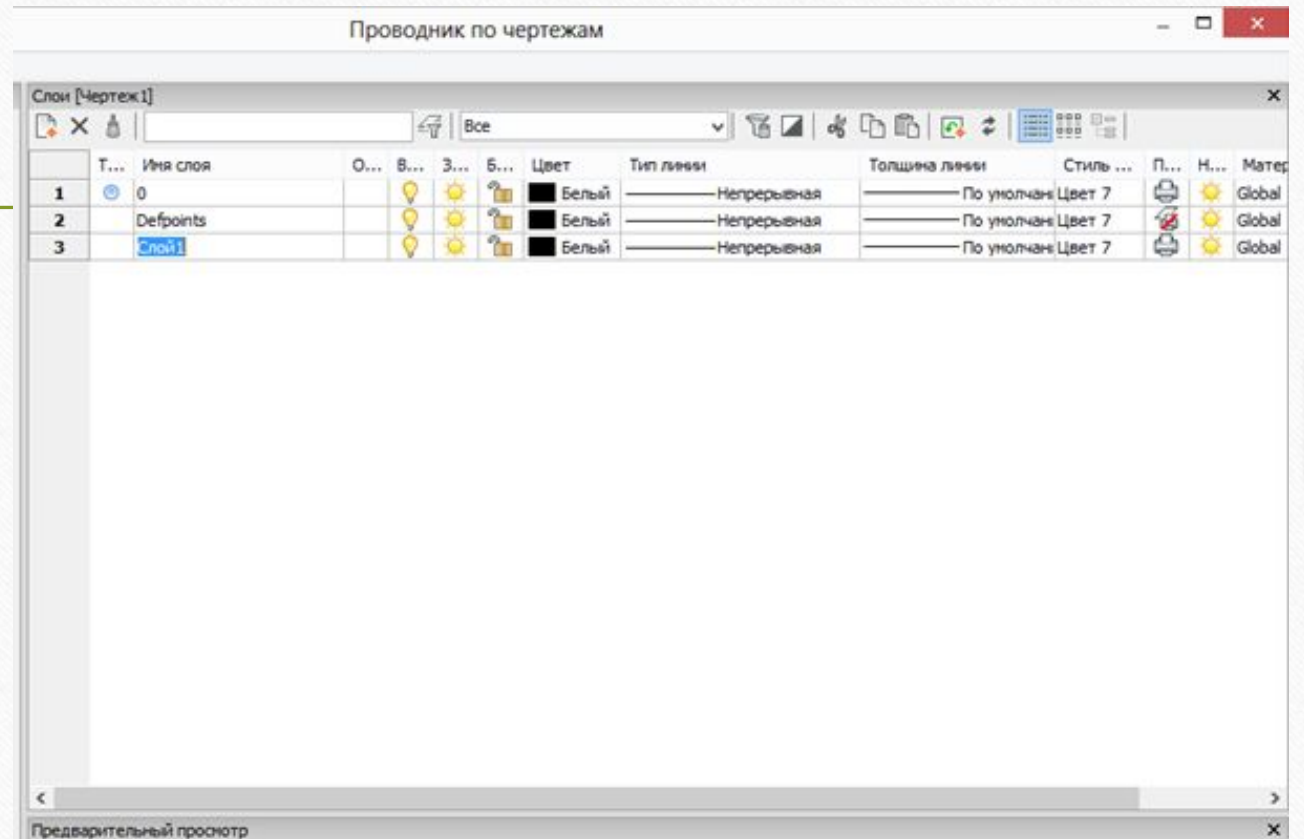 Проводник по чертежам
Слои [Чертеж1]
Все
Т... Имя слоя О... В... З... Б... Цвет Тип линии Толщина линии Стиль ... П... Н... Матер
1 0 Белый Непрерывная По умолчани Цвет 7 Global
2 Defpoints Белый Непрерывная По умолчани Цвет 7 Global
3 Слой1 Белый Непрерывная По умолчани Цвет 7 Global
Предварительный просмотр